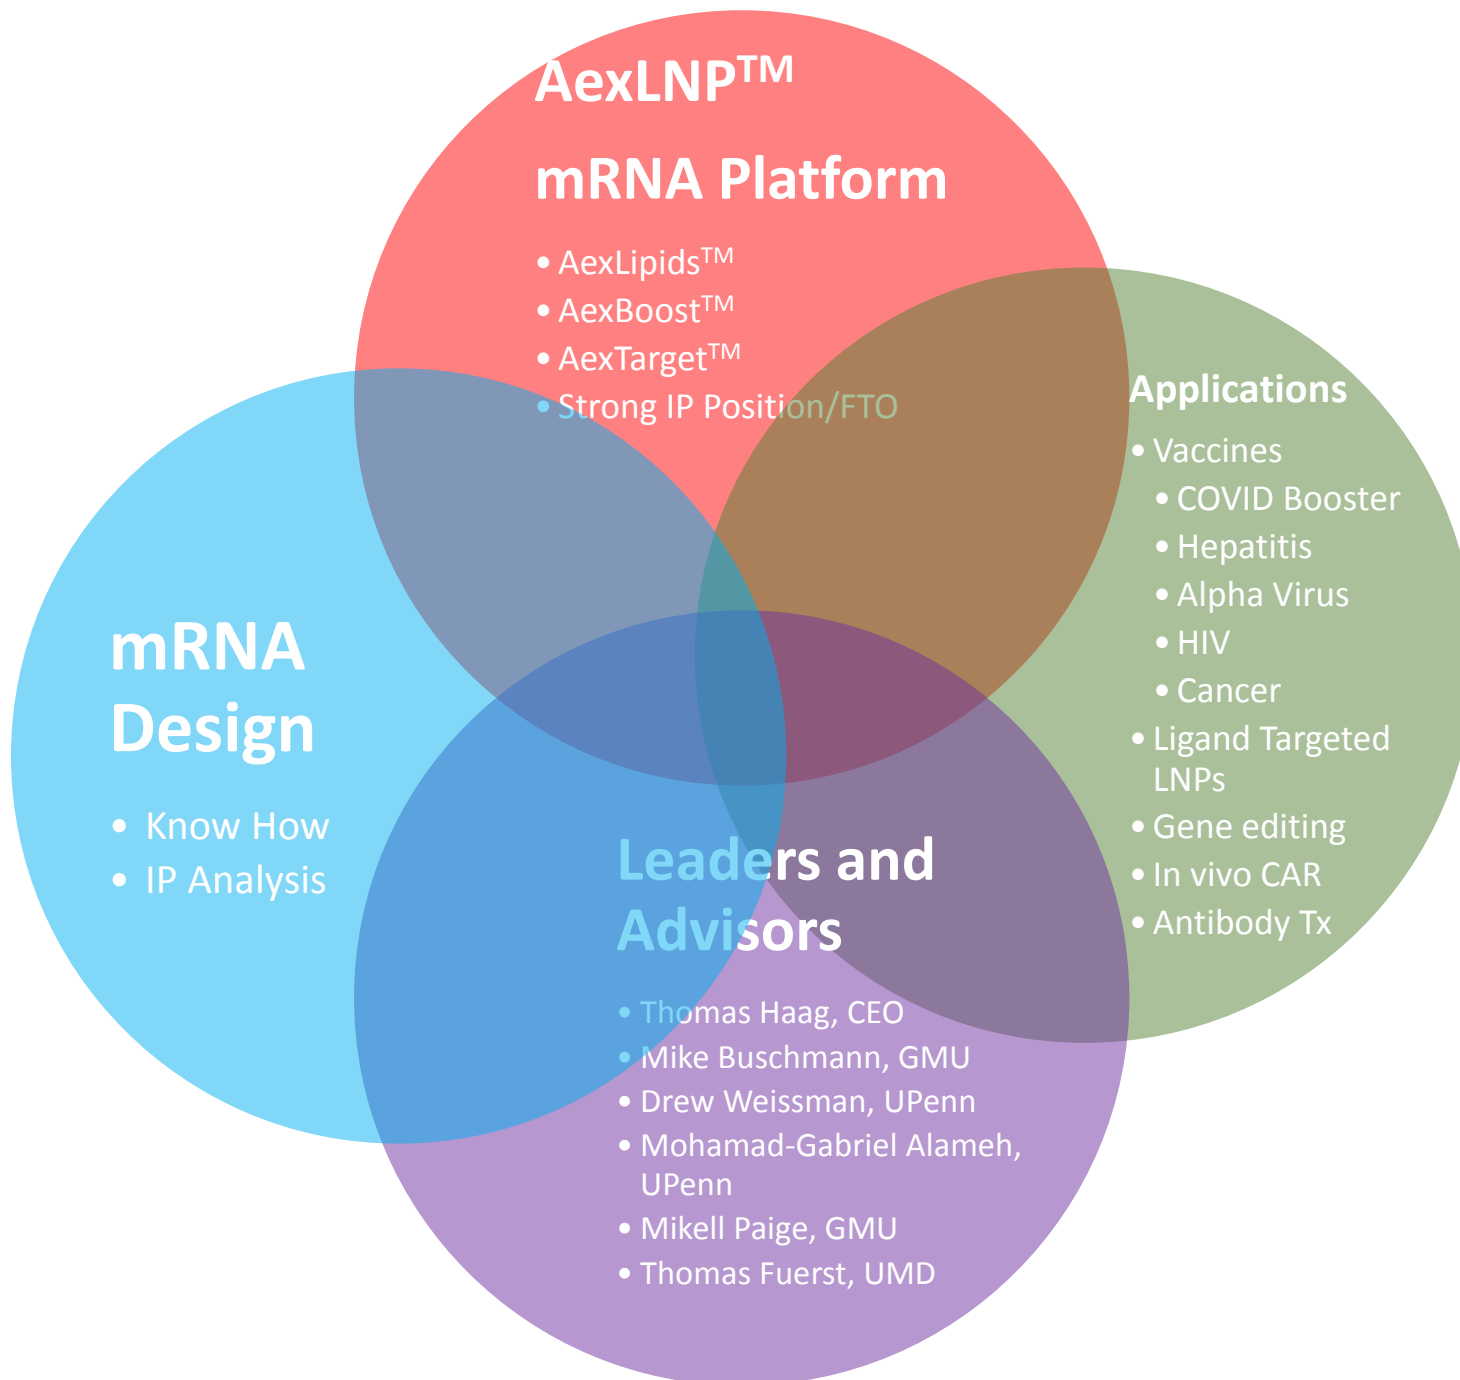 AexLNP™
mRNA Platform
• AexLipids™
• AexBoost™
• AexTarget™
• Strong IP Position/FTO
Applications
• Vaccines
• COVID Booster
• Hepatitis
• Alpha Virus
• HIV
• Cancer
• Ligand Targeted
LNPs
• Gene editing
• In vivo CAR
• Antibody Tx
mRNA
Design
• Know How
• IP Analysis
Leaders and
Advisors
• Thomas Haag, CEO
• Mike Buschmann, GMU
• Drew Weissman, UPenn
• Mohamad-Gabriel Alameh,
UPenn
• Mikell Paige, GMU
• Thomas Fuerst, UMD